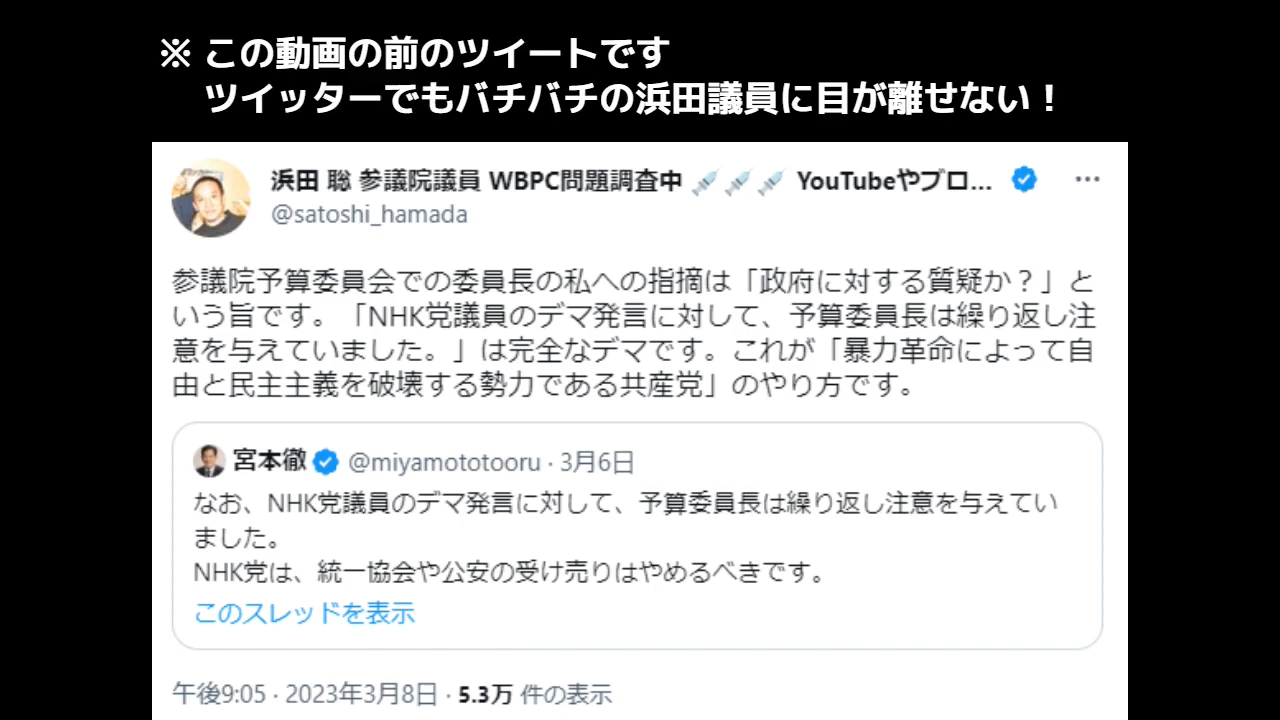 ※ この動画の前のツイートです
ツイッターでもバチバチの浜田議員に目が離せない！
浜田 聡 参議院議員 WBPC問題調査中 💉💉💉 YouTubeやブロ...
@satoshi_hamada
参議院予算委員会での委員長の私への指摘は「政府に対する質疑か？」と
いう旨です。「NHK党議員のデマ発言に対して、予算委員長は繰り返し注
意を与えていました。」は完全なデマです。これが「暴力革命によって自
由と民主主義を破壊する勢力である共産党」のやり方です。
宮本徹 @miyamototooru · 3月6日
なお、NHK党議員のデマ発言に対して、予算委員長は繰り返し注意を与えてい
ました。
NHK党は、統一協会や公安の受け売りはやめるべきです。
このスレッドを表示
午後9:05 · 2023年3月8日 · 5.3万 件の表示